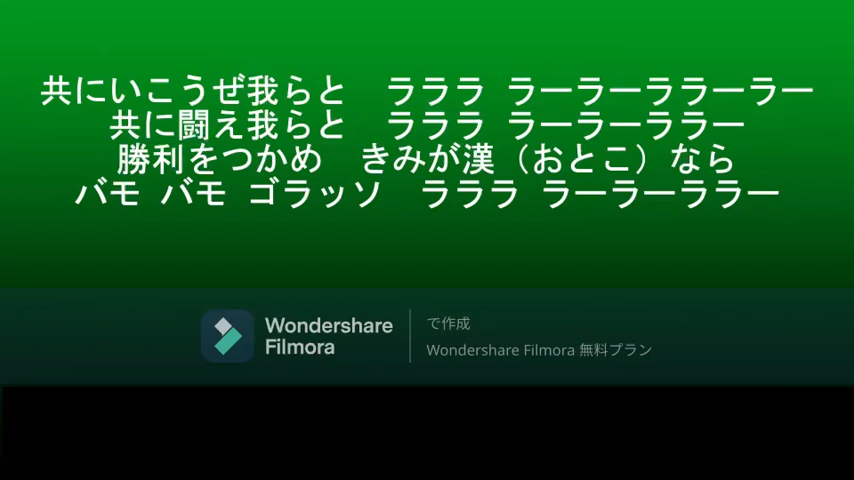 共にいこうぜ我らと　ラララ ラーラーララーラー
共に闘え我らと　ラララ ラーラーララー
勝利をつかめ　きみが漢（おとこ）なら
バモ バモ ゴラッソ　ラララ ラーラーララー
Wondershare
Filmora
で作成
Wondershare Filmora 無料プラン